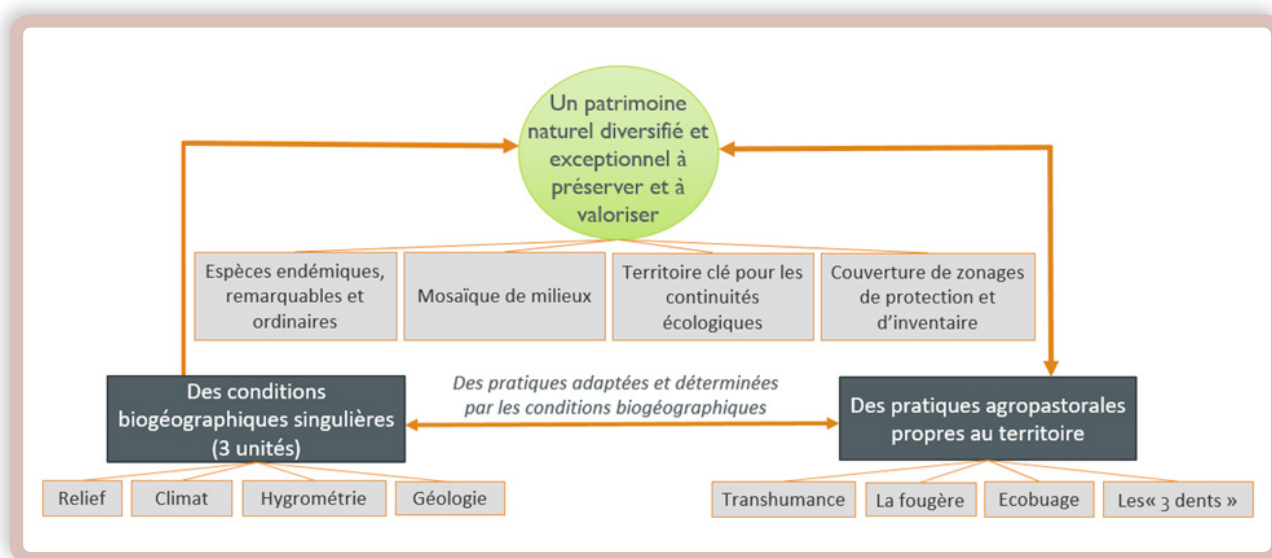 Un patrimoine
naturel diversifié et
exceptionnel à
préserver et à
valoriser
Espèces endémiques,
remarquables et
ordinaires
Mosaïque de milieux
Territoire clé pour les
continuités
écologiques
Couverture de zonages
de protection et
d'inventaire
Des conditions
biogéographiques singulières
(3 unités)
Des pratiques adaptées et déterminées
par les conditions biogéographiques
Des pratiques agropastorales
propres au territoire
Relief
Climat
Hygrométrie
Géologie
Transhumance
La fougère
Ecobuage
Les« 3 dents »